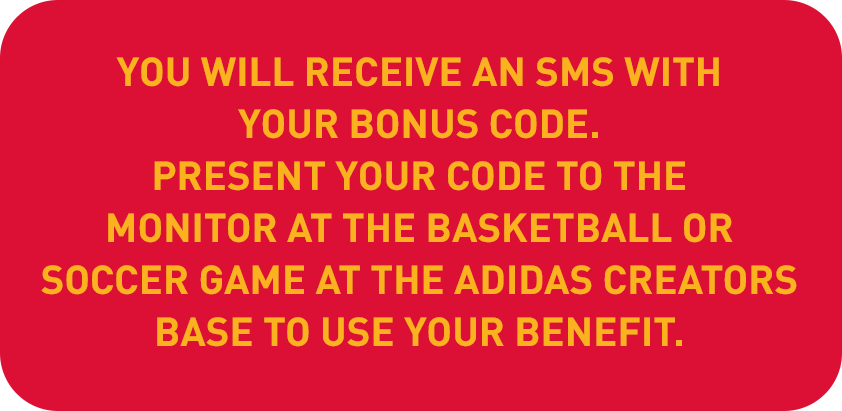 YOU WILL RECEIVE AN SMS WITH
YOUR BONUS CODE.
PRESENT YOUR CODE TO THE
MONITOR AT THE BASKETBALL OR
SOCCER GAME AT THE ADIDAS CREATORS
BASE TO USE YOUR BENEFIT.